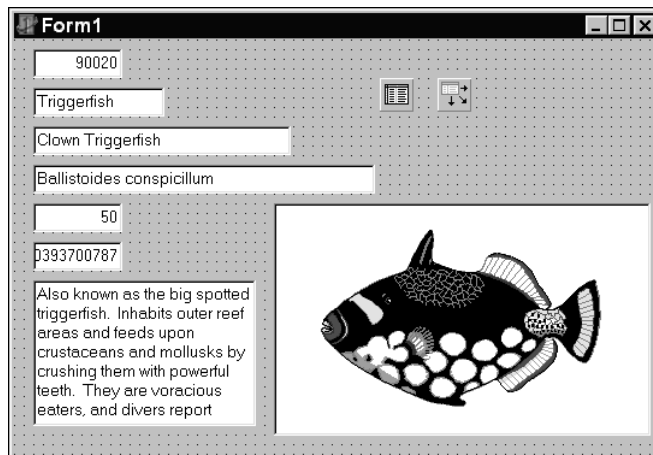 Form1
90020
Triggerfish
Clown Triggerfish
Ballistoides conspicillum
50
0393700787
Also known as the big spotted
triggerfish. Inhabits outer reef
areas and feeds upon
crustaceans and mollusks by
crushing them with powerful
teeth. They are voracious
eaters, and divers report